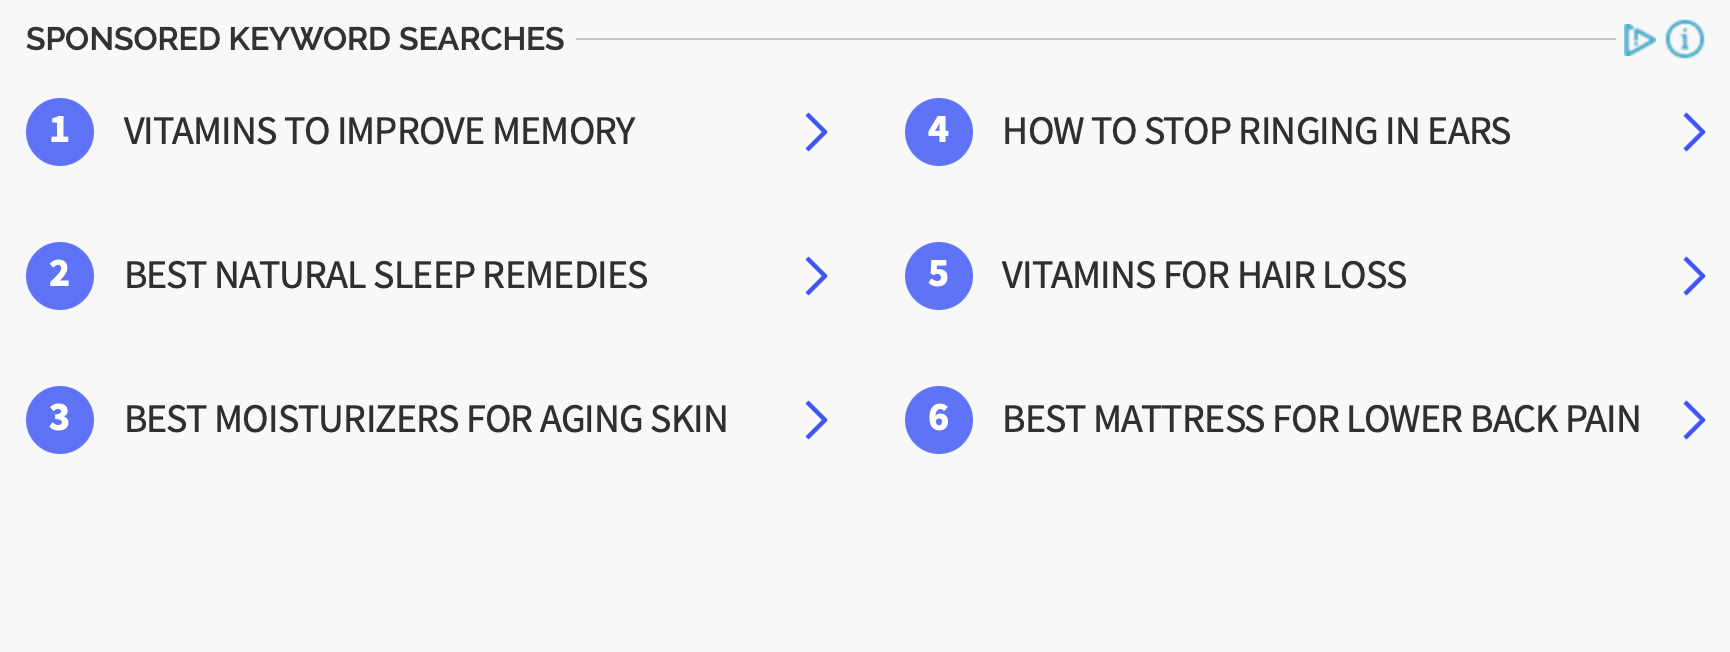 SPONSORED KEYWORD SEARCHES
1 VITAMINS TO IMPROVE MEMORY
2 BEST NATURAL SLEEP REMEDIES
3 BEST MOISTURIZERS FOR AGING SKIN
4 HOW TO STOP RINGING IN EARS
5 VITAMINS FOR HAIR LOSS
6 BEST MATTRESS FOR LOWER BACK PAIN